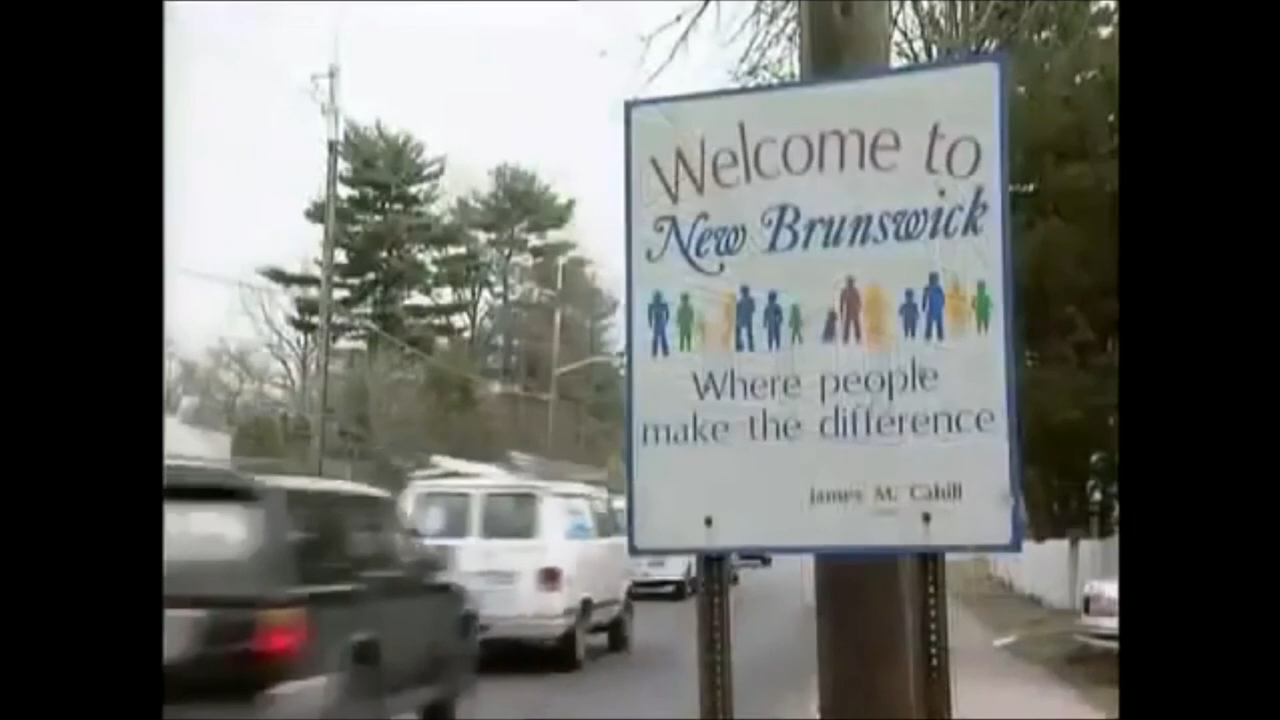 Welcome to
New Brunswick
Where people
make the difference
James M. Cahill